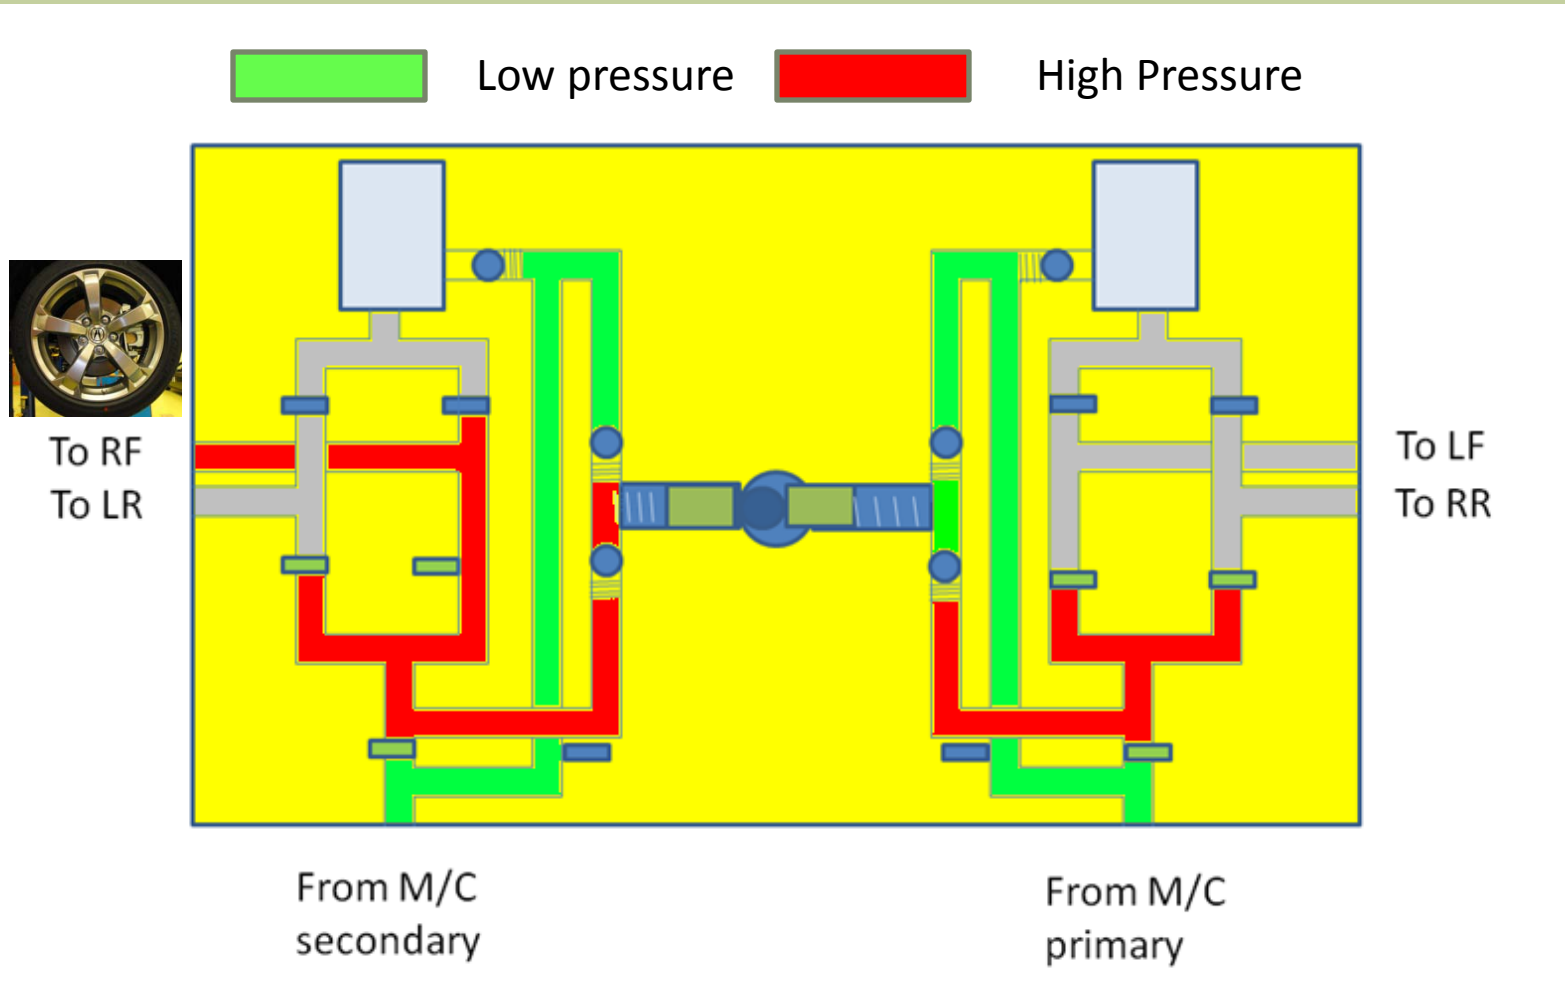 Low pressure
High Pressure
To RF
To LR
To LF
To RR
From M/C
secondary
From M/C
primary